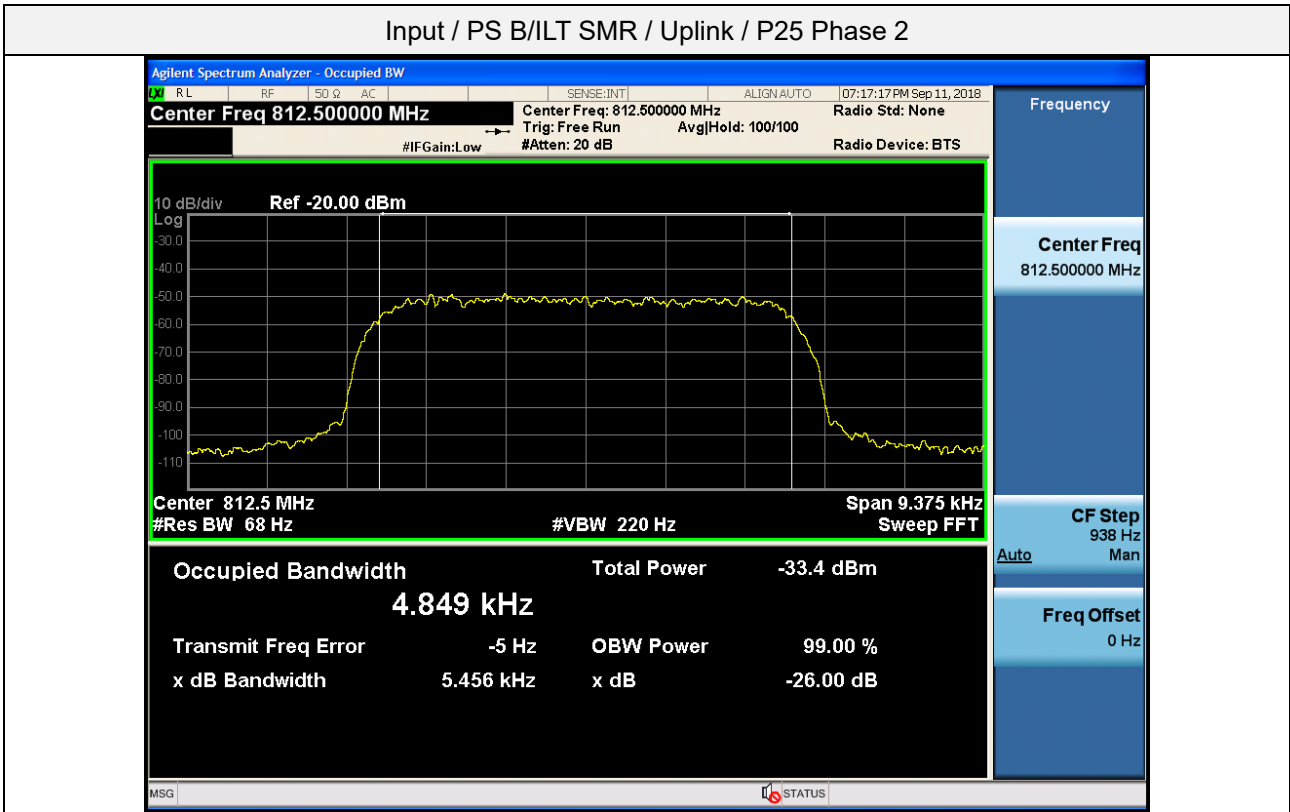 Input / PS B/ILT SMR / Uplink / P25 Phase 2
Agilent Spectrum Analyzer - Occupied BW
LXI RL RF 50 Ω AC SENSE:INT ALIGN AUTO 07:17:17 PM Sep 11, 2018
Center Freq 812.500000 MHz Center Freq: 812.500000 MHz Radio Std: None
Trig: Free Run Avg|Hold: 100/100
#IFGain:Low #Atten: 20 dB Radio Device: BTS
Frequency
10 dB/div Ref -20.00 dBm
Log
-30.0
-40.0
-50.0
-60.0
-70.0
-80.0
-90.0
-100
-110
Center 812.5 MHz Span 9.375 kHz
#Res BW 68 Hz #VBW 220 Hz Sweep FFT
Occupied Bandwidth Total Power -33.4 dBm
4.849 kHz
Transmit Freq Error -5 Hz OBW Power 99.00 %
x dB Bandwidth 5.456 kHz x dB -26.00 dB
Center Freq
812.500000 MHz
CF Step
938 Hz
Auto Man
Freq Offset
0 Hz
MSG STATUS